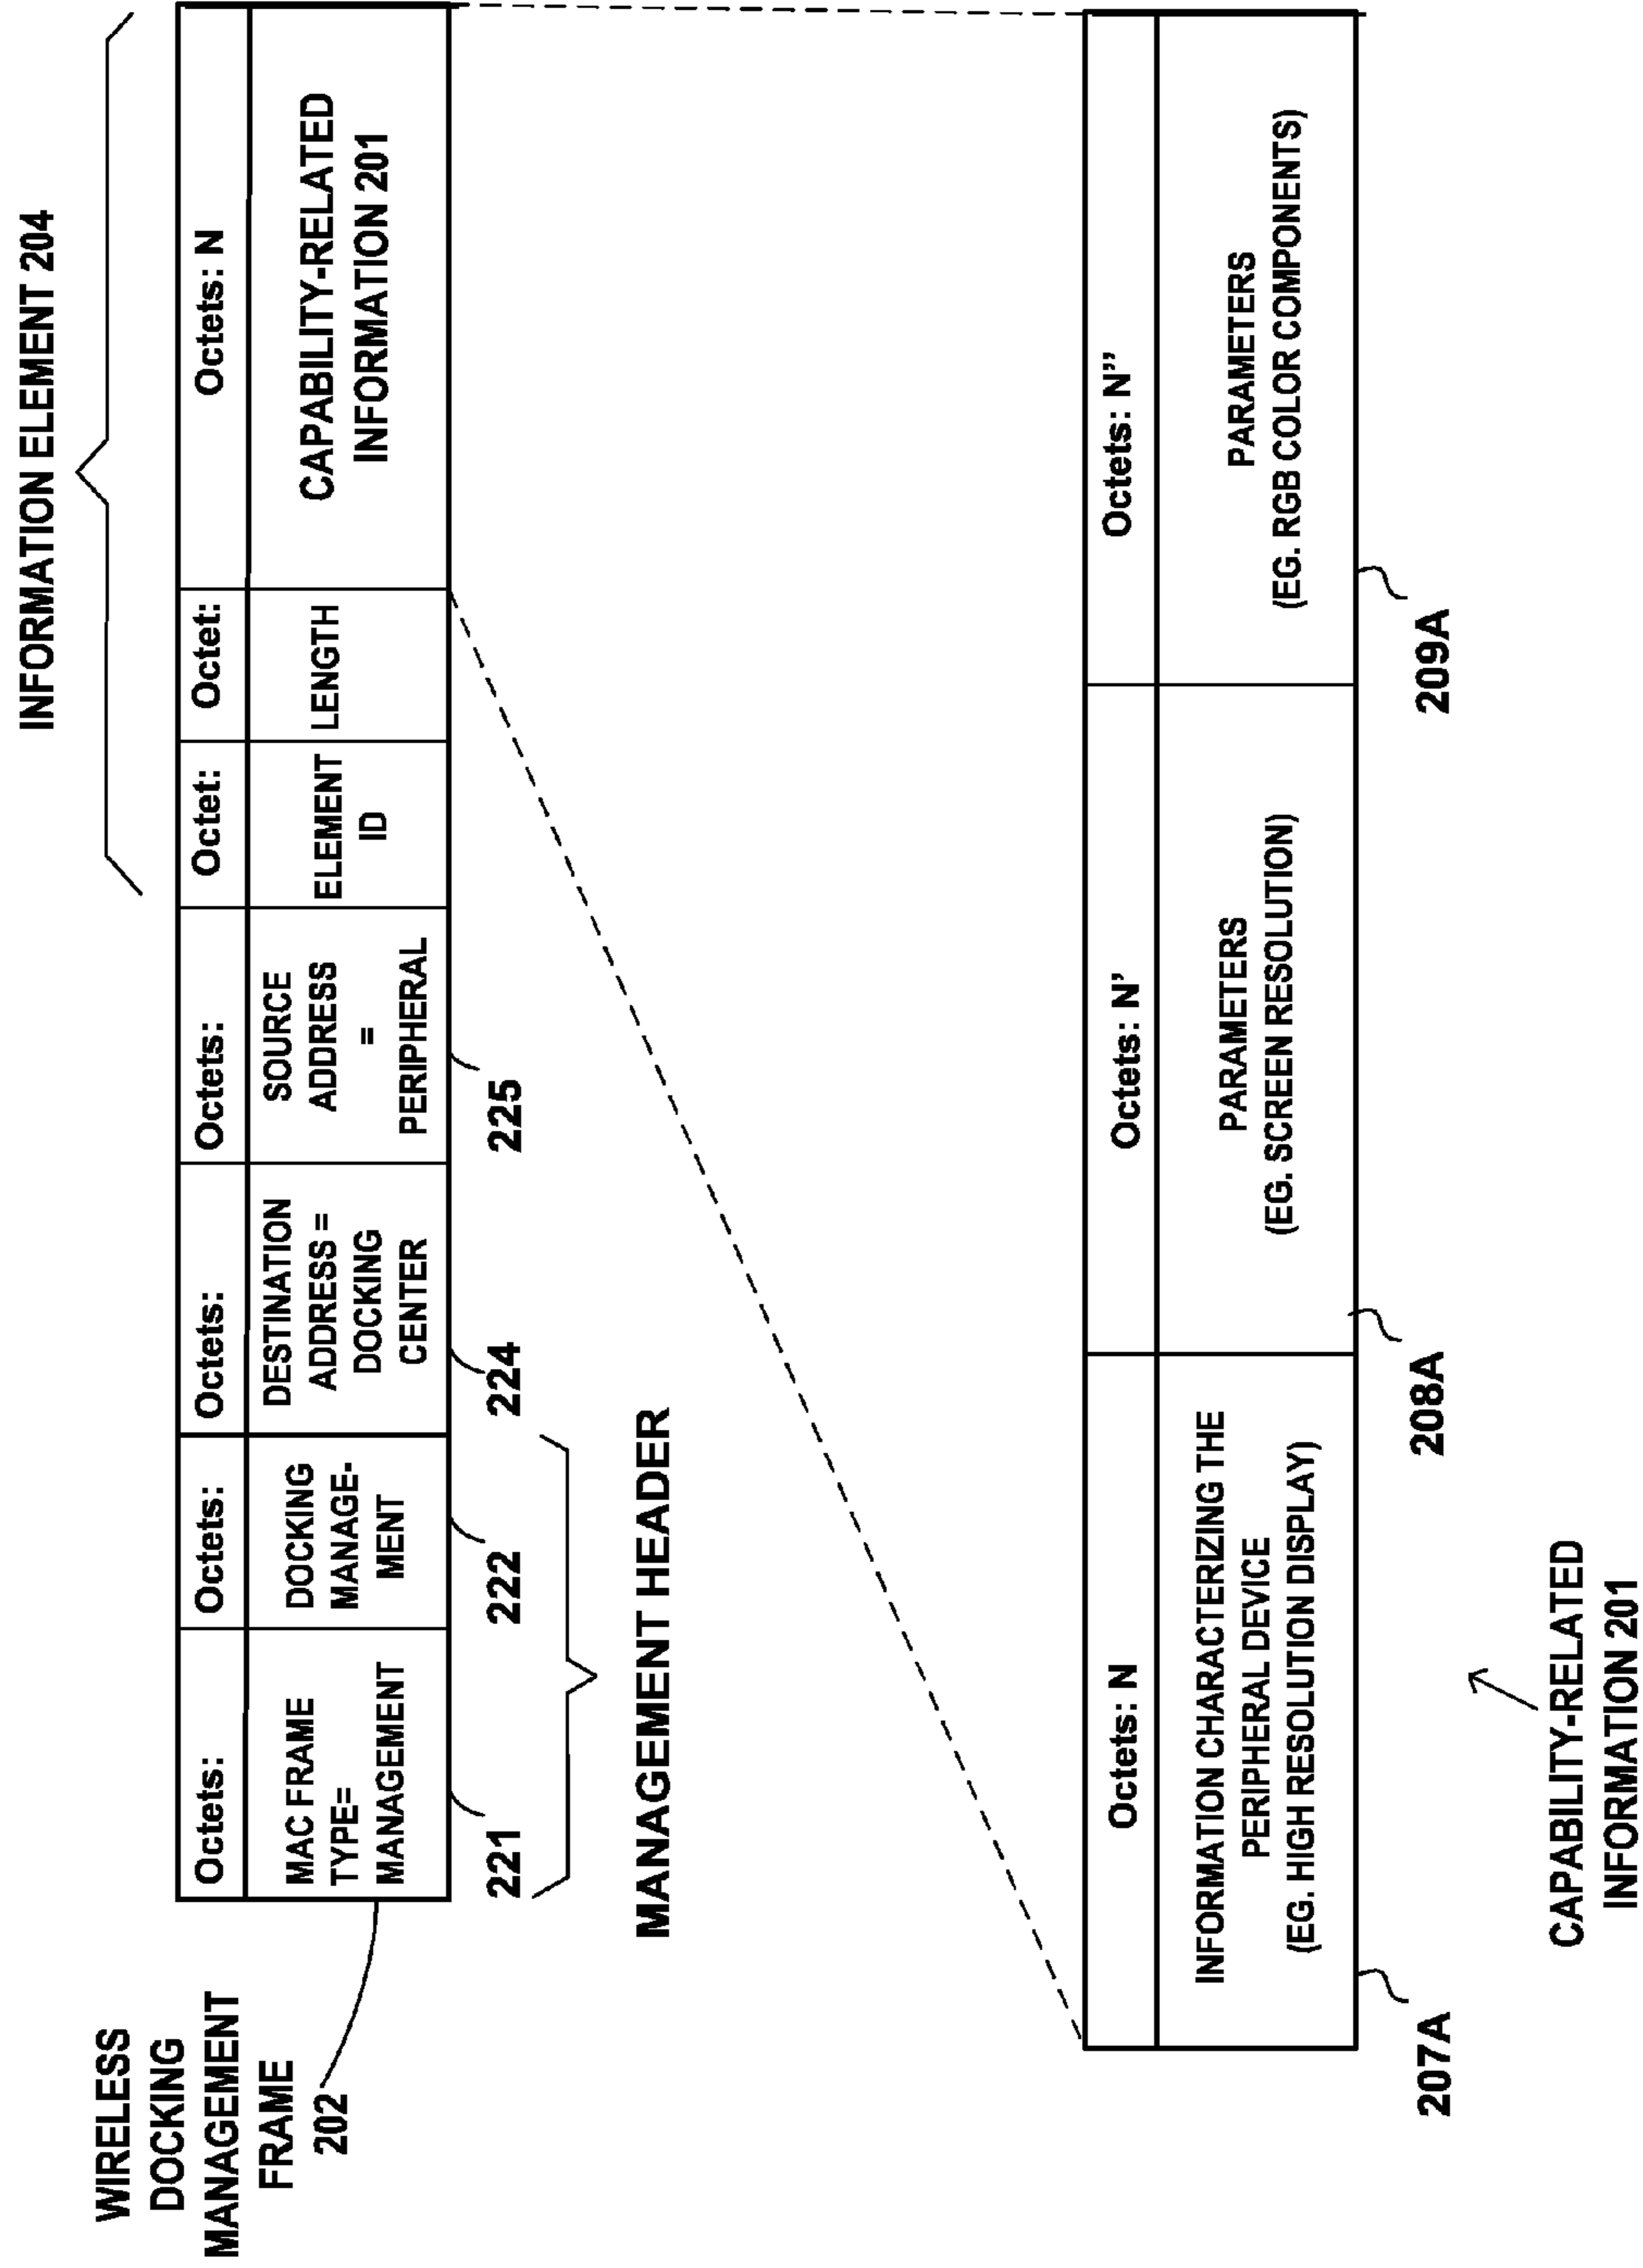 INFORMATION ELEMENT 204
WIRELESS
DOCKING
MANAGEMENT
FRAME
202
Octets:
MAC FRAME
TYPE=
MANAGEMENT
221
Octets:
DOCKING
MANAGE-
MENT
222
Octets:
DESTINATION
ADDRESS =
DOCKING
CENTER
224
Octets:
SOURCE
ADDRESS
=
PERIPHERAL
225
Octet:
ELEMENT
ID
Octet:
LENGTH
Octets: N
CAPABILITY-RELATED
INFORMATION 201
MANAGEMENT HEADER
Octets: N
INFORMATION CHARACTERIZING THE
PERIPHERAL DEVICE
(EG. HIGH RESOLUTION DISPLAY)
207A
Octets: N'
PARAMETERS
(EG. SCREEN RESOLUTION)
208A
Octets: N’’
PARAMETERS
(EG. RGB COLOR COMPONENTS)
209A
CAPABILITY-RELATED
INFORMATION 201